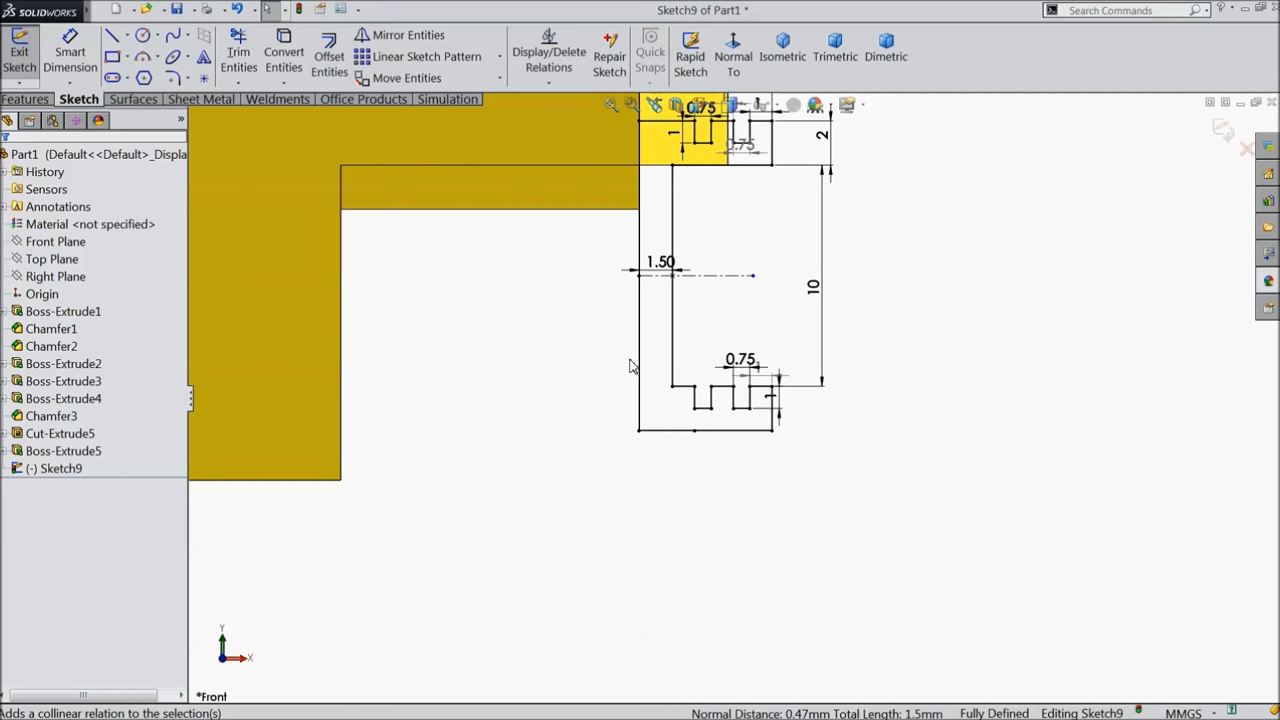 SOLIDWORKS
Sketch9 of Part1 *
Search Commands
Exit Sketch
Smart Dimension
Trim Entities
Convert Entities
Offset Entities
Mirror Entities
Linear Sketch Pattern
Move Entities
Display/Delete Relations
Repair Sketch
Quick Snaps
Rapid Sketch
Normal To
Isometric
Trimetric
Dimetric
Features
Sketch
Surfaces
Sheet Metal
Weldments
Office Products
Simulation
Part1 (Default<<Default>_Displa
History
Sensors
Annotations
Material <not specified>
Front Plane
Top Plane
Right Plane
Origin
Boss-Extrude1
Chamfer1
Chamfer2
Boss-Extrude2
Boss-Extrude3
Boss-Extrude4
Chamfer3
Cut-Extrude5
Boss-Extrude5
(-) Sketch9
0.75
1
0.75
2
1.50
10
0.75
1
Y
X
*Front
Adds a collinear relation to the selection(s)
Normal Distance: 0.47mm Total Length: 1.5mm
Fully Defined
Editing Sketch9
MMGS